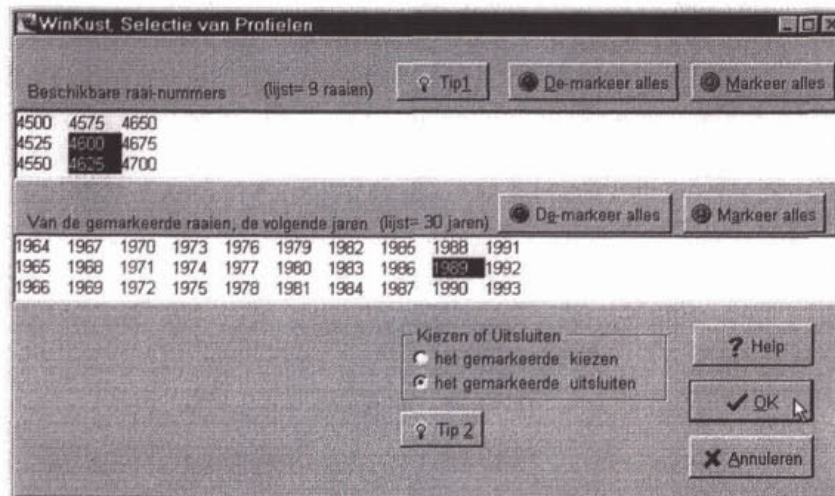 WinKust, Selectie van Profielen
Beschikbare raai-nummers (lijst= 9 raaien) Tip1 De-markeer alles Markeer alles
4500 4575 4650
4525 4600 4675
4550 4625 4700
Van de gemarkeerde raaien, de volgende jaren (lijst= 30 jaren) De-markeer alles Markeer alles
1964 1967 1970 1973 1976 1979 1982 1985 1988 1991
1965 1968 1971 1974 1977 1980 1983 1986 1989 1992
1966 1969 1972 1975 1978 1981 1984 1987 1990 1993
Kiezen of Uitsluiten
het gemarkeerde kiezen
het gemarkeerde uitsluiten
Tip 2
? Help
OK
Annuleren